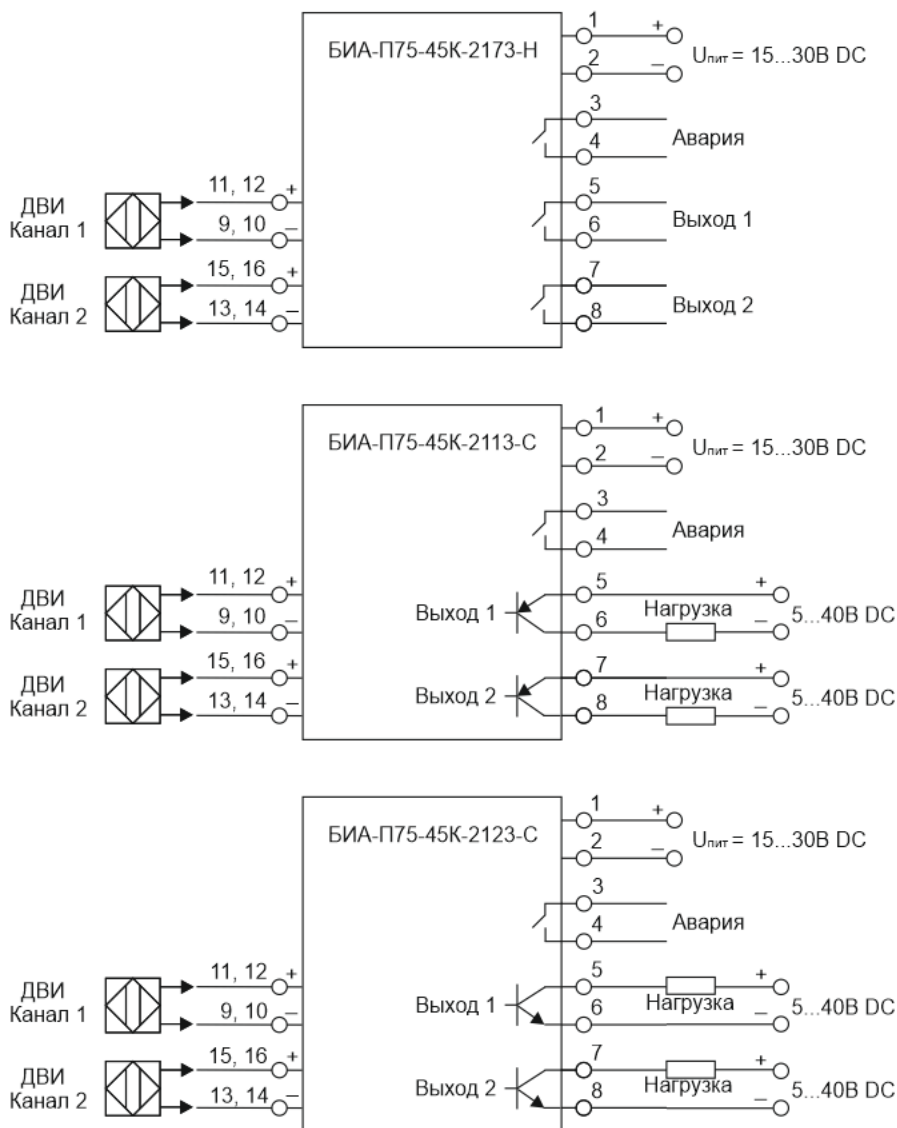 БИА-П75-45К-2173-Н
1
+
2
–
Uпит = 15...30В DC
3
4
Авария
ДВИ
Канал 1
11, 12
+
9, 10
–
5
6
Выход 1
ДВИ
Канал 2
15, 16
+
13, 14
–
7
8
Выход 2
БИА-П75-45К-2113-С
1
+
2
–
Uпит = 15...30В DC
3
4
Авария
ДВИ
Канал 1
11, 12
+
9, 10
–
Выход 1
5
6
Нагрузка
+
–
5...40В DC
ДВИ
Канал 2
15, 16
+
13, 14
–
Выход 2
7
8
Нагрузка
+
–
5...40В DC
БИА-П75-45К-2123-С
1
+
2
–
Uпит = 15...30В DC
3
4
Авария
ДВИ
Канал 1
11, 12
+
9, 10
–
Выход 1
5
6
Нагрузка
+
–
5...40В DC
ДВИ
Канал 2
15, 16
+
13, 14
–
Выход 2
7
8
Нагрузка
+
–
5...40В DC